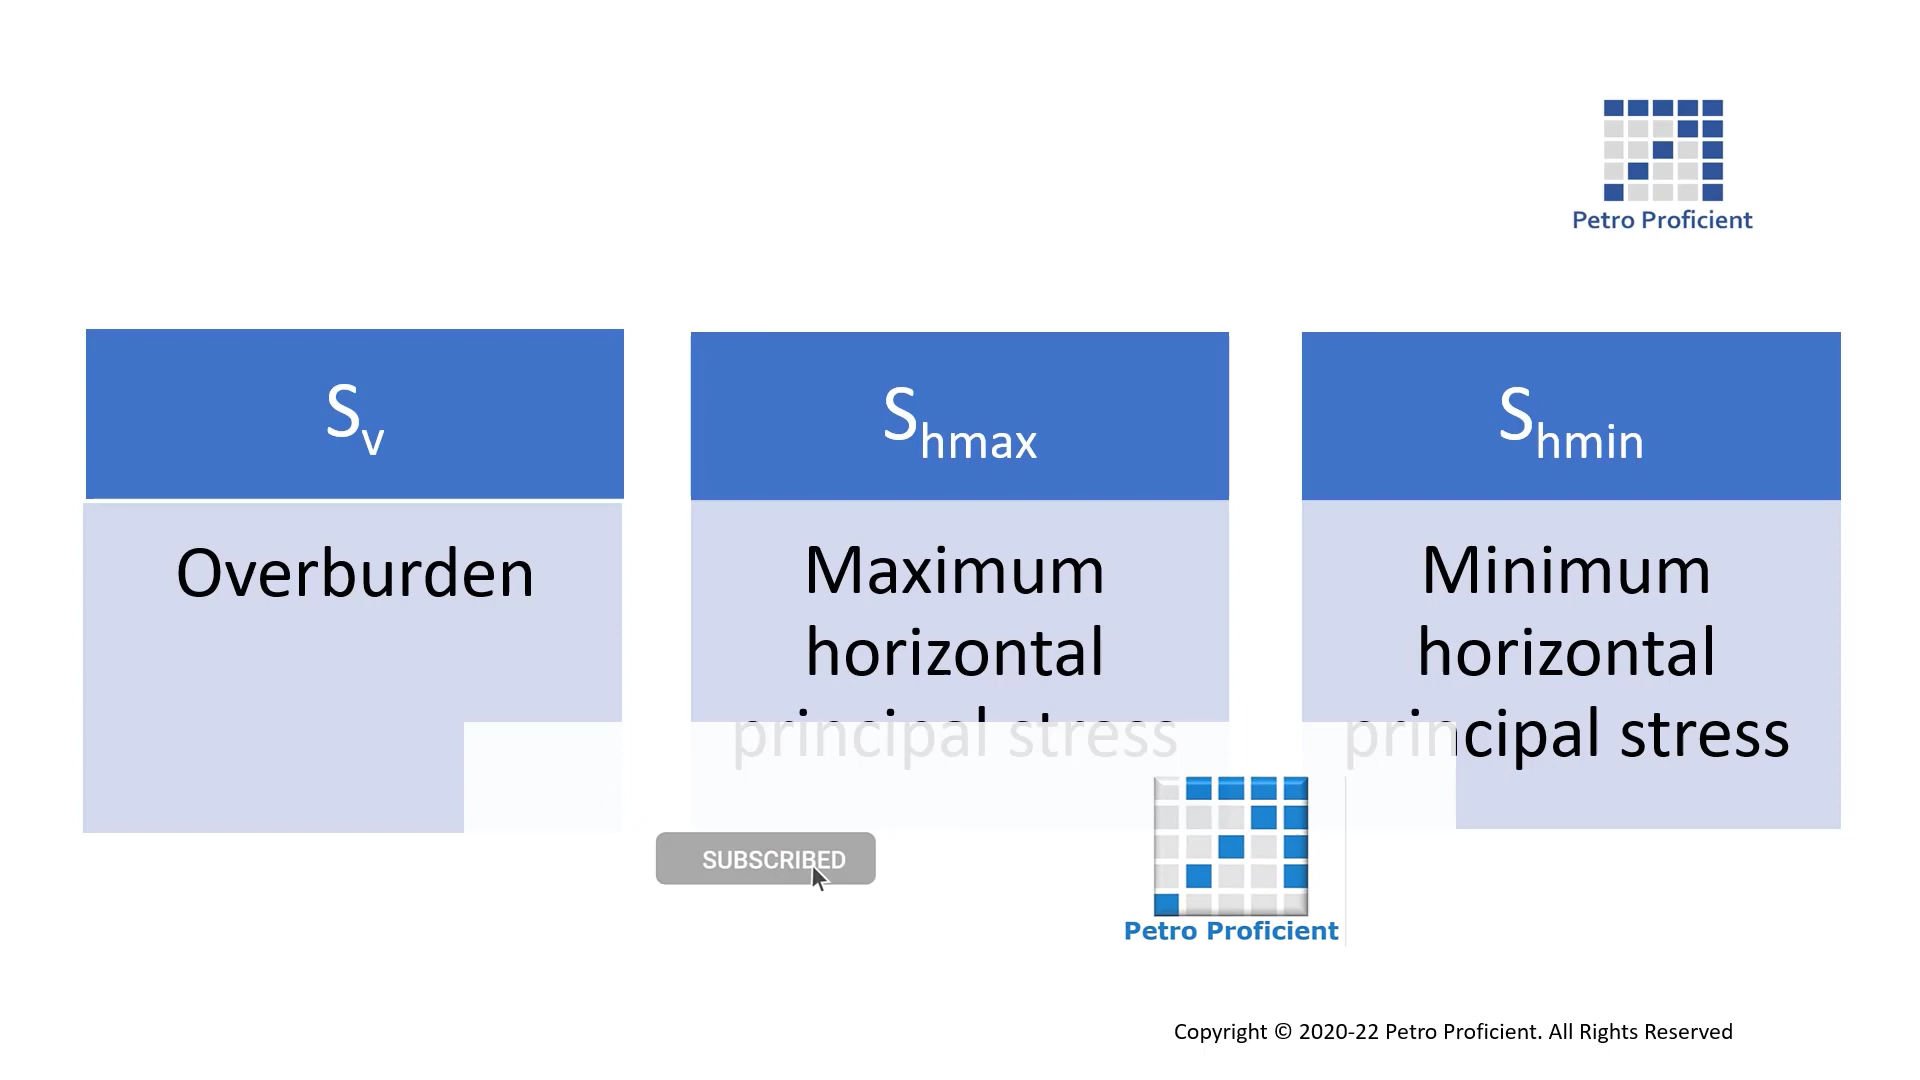 Petro Proficient
Sv
Shmax
Shmin
Overburden
Maximum
horizontal
principal stress
Minimum
horizontal
principal stress
SUBSCRIBED
Petro Proficient
Copyright © 2020-22 Petro Proficient. All Rights Reserved